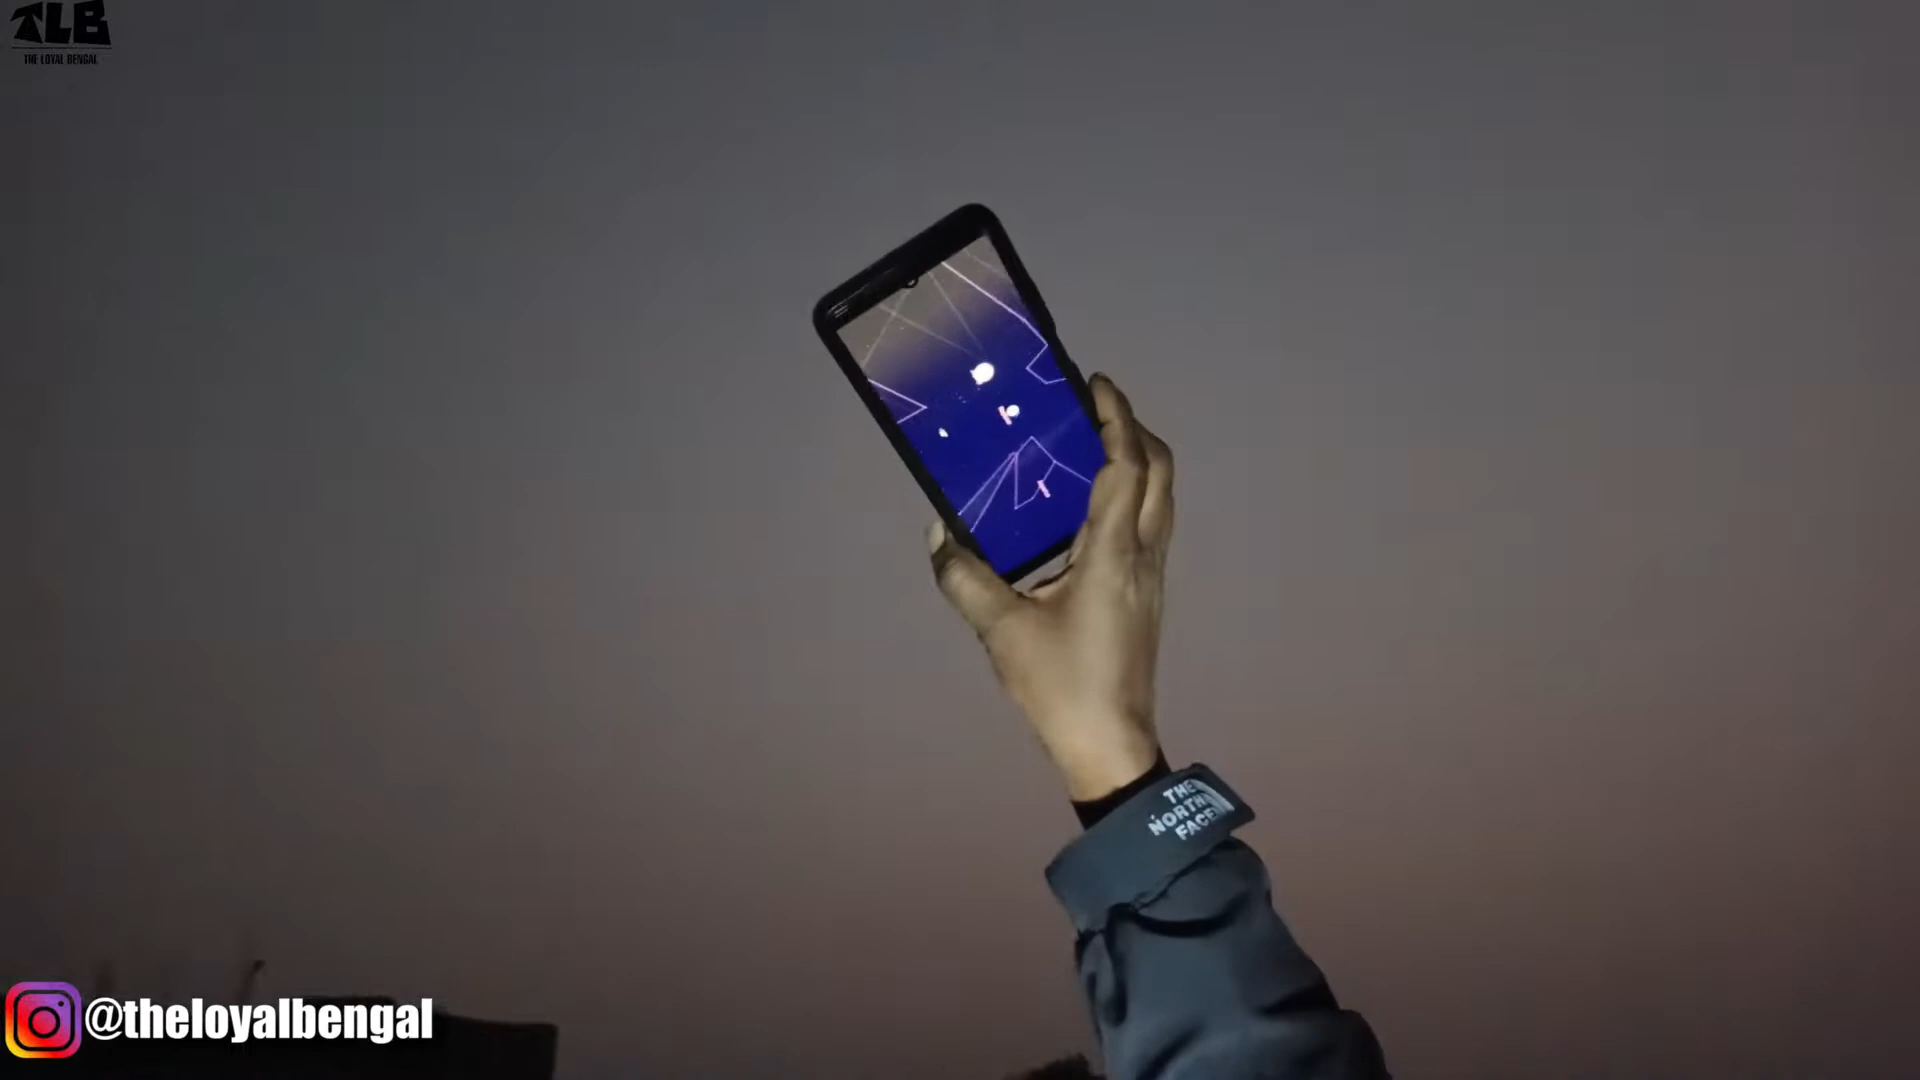 TLB
THE LOYAL BENGAL
THE
NORTH
FACE
@theloyalbengal